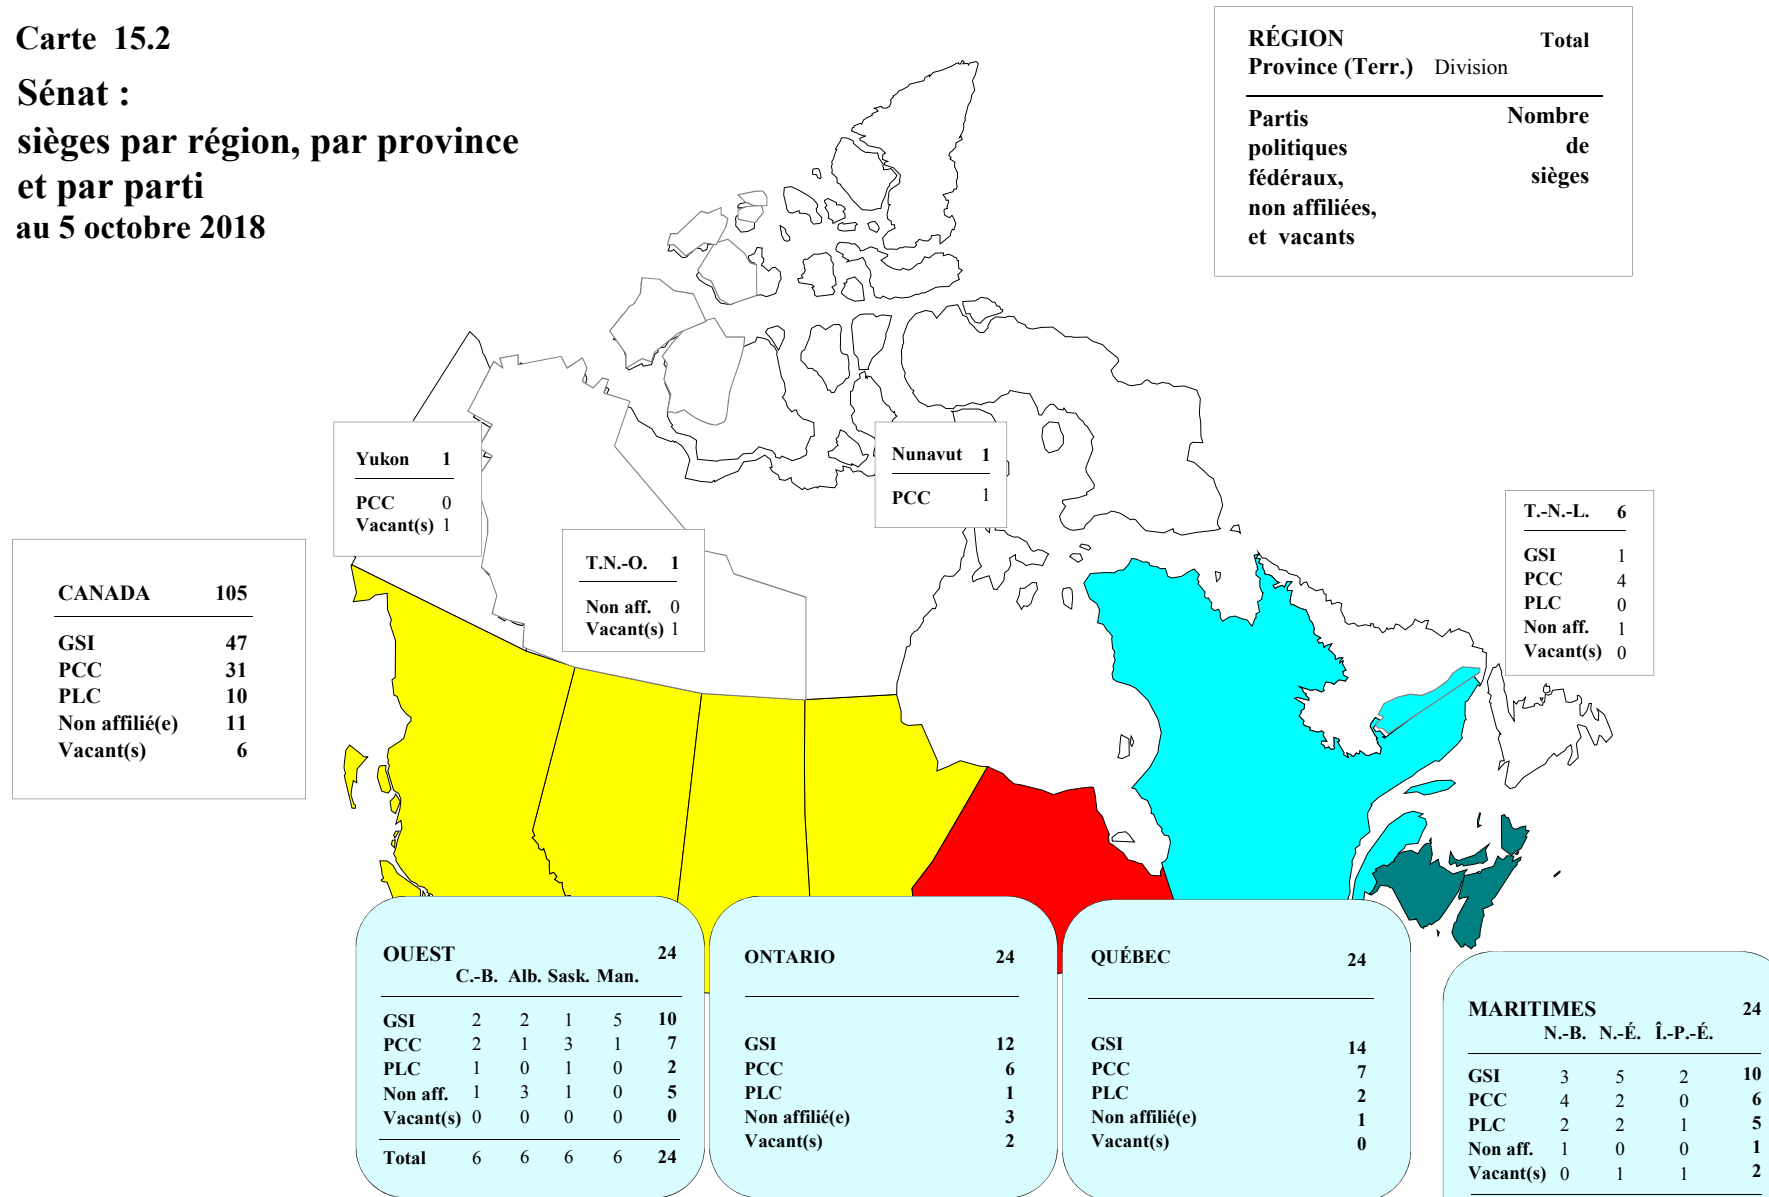 Carte 15.2
Sénat :
sièges par région, par province
et par parti
au 5 octobre 2018
RÉGION Total
Province (Terr.) Division
Partis Nombre
politiques de
fédéraux, sièges
non affiliées,
et vacants
Yukon 1
PCC 0
Vacant(s) 1
Nunavut 1
PCC 1
T.N.-O. 1
Non aff. 0
Vacant(s) 1
T.-N.-L. 6
GSI 1
PCC 4
PLC 0
Non aff. 1
Vacant(s) 0
CANADA 105
GSI 47
PCC 31
PLC 10
Non affilié(e) 11
Vacant(s) 6
OUEST 24
C.-B. Alb. Sask. Man.
GSI 2 2 1 5 10
PCC 2 1 3 1 7
PLC 1 0 1 0 2
Non aff. 1 3 1 0 5
Vacant(s) 0 0 0 0 0
Total 6 6 6 6 24
ONTARIO 24
GSI 12
PCC 6
PLC 1
Non affilié(e) 3
Vacant(s) 2
QUÉBEC 24
GSI 14
PCC 7
PLC 2
Non affilié(e) 1
Vacant(s) 0
MARITIMES 24
N.-B. N.-É. Î.-P.-É.
GSI 3 5 2 10
PCC 4 2 0 6
PLC 2 2 1 5
Non aff. 1 0 0 1
Vacant(s) 0 1 1 2